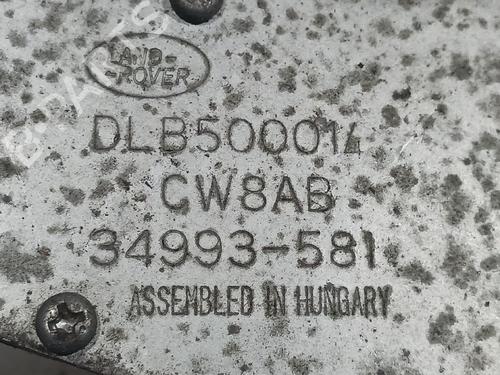 LAND-
ROVER
DLB500014
CW8AB
34993-581
ASSEMBLED IN HUNGARY